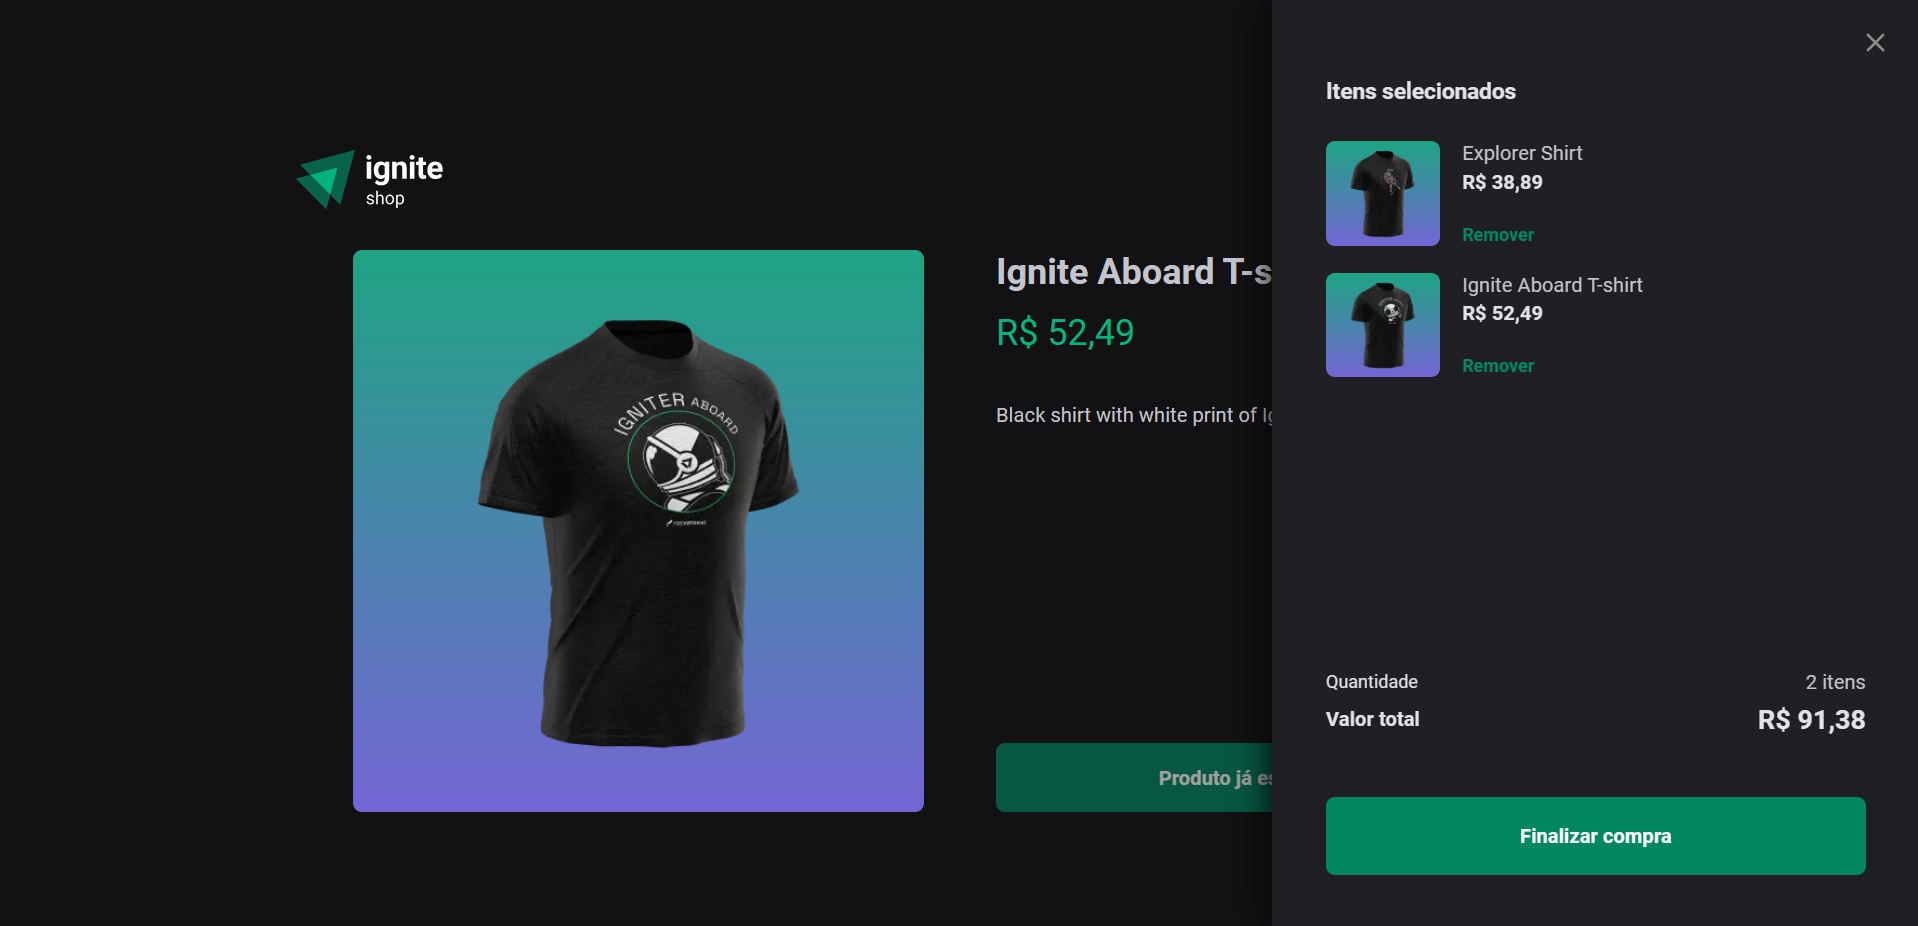 ignite
shop
IGNITER ABOARD
Ignite Aboard T-s
R$ 52,49
Black shirt with white print of Ig
Produto já es
Itens selecionados
Explorer Shirt
R$ 38,89
Remover
Ignite Aboard T-shirt
R$ 52,49
Remover
Quantidade
2 itens
Valor total
R$ 91,38
Finalizar compra